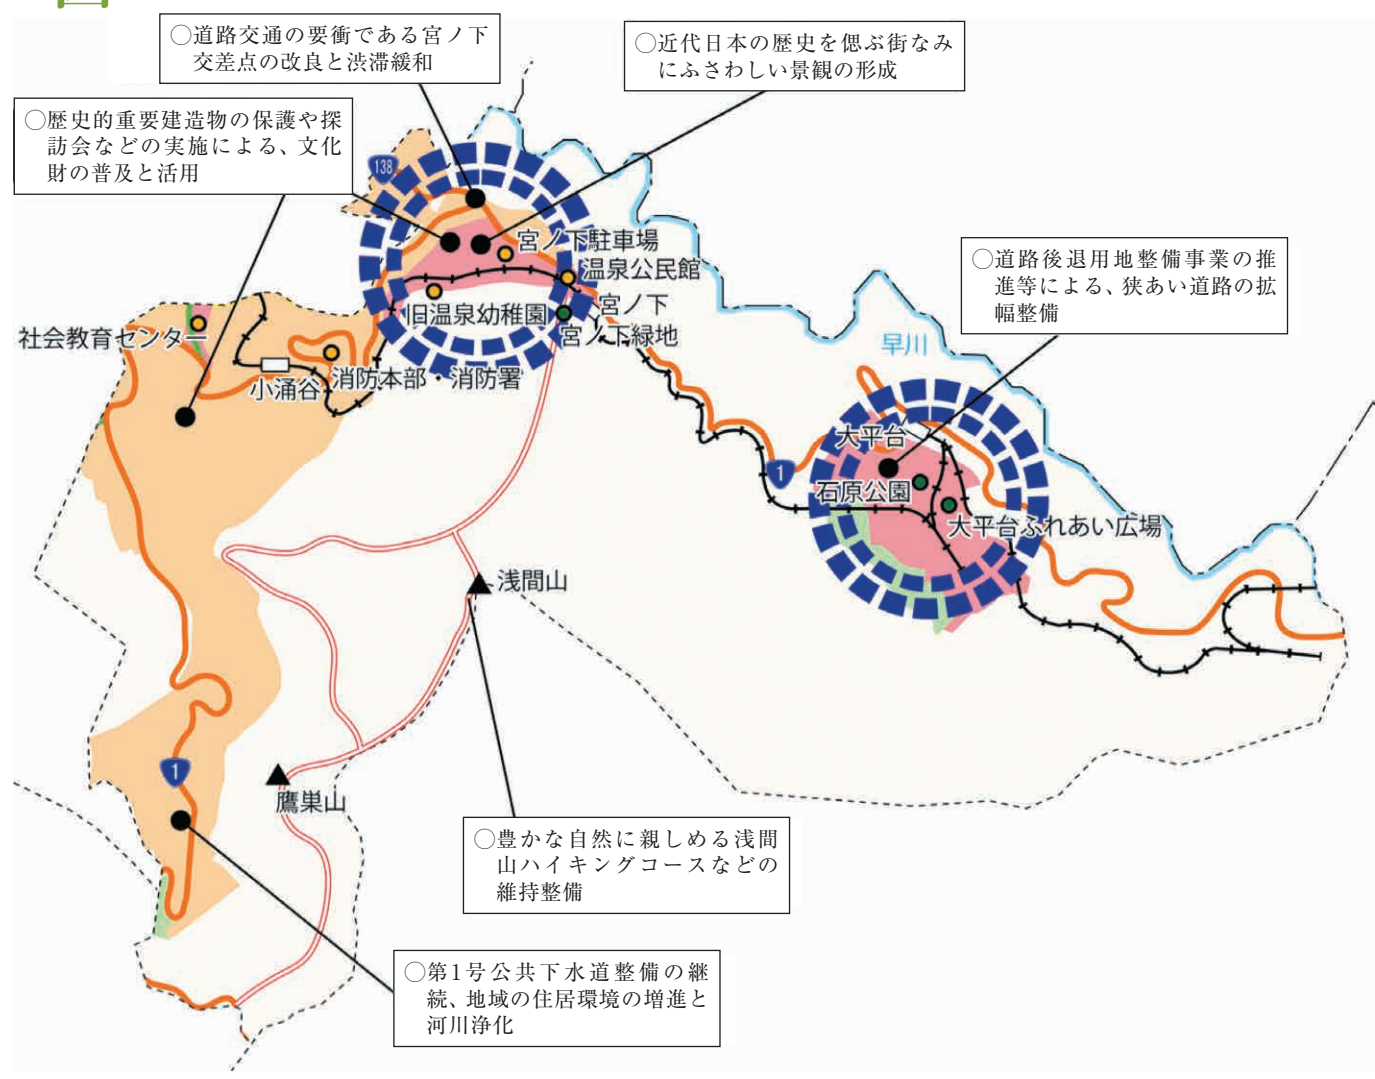 ○道路交通の要衝である宮ノ下
交差点の改良と渋滞緩和
○近代日本の歴史を偲ぶ街なみ
にふさわしい景観の形成
○歴史的重要建造物の保護や探
訪会などの実施による、文化
財の普及と活用
138
宮ノ下駐車場
温泉公民館
宮ノ下
旧温泉幼稚園
宮ノ下緑地
○道路後退用地整備事業の推
進等による、狭あい道路の拡
幅整備
社会教育センター
早川
小涌谷
消防本部・消防署
大平台
1
石原公園
大平台ふれあい広場
浅間山
1
鷹巣山
○豊かな自然に親しめる浅間
山ハイキングコースなどの
維持整備
○第1号公共下水道整備の継
続、地域の住居環境の増進と
河川浄化